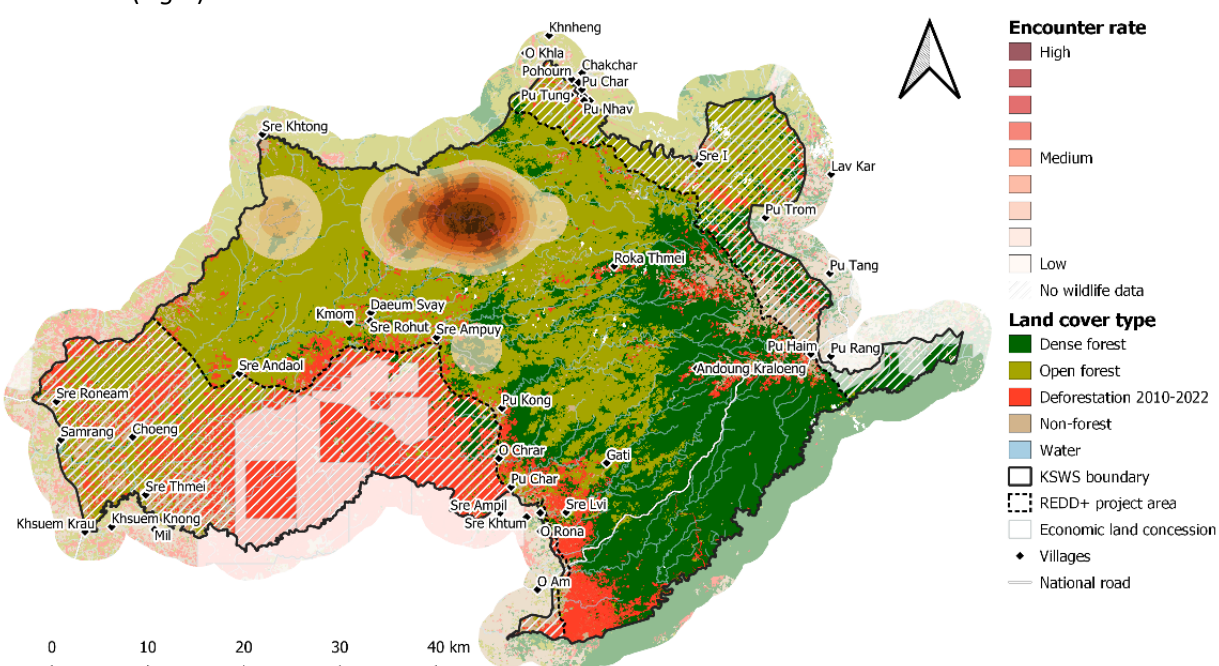 Khnheng
O Khla
Pohourn
Chakchar
Pu Char
Pu Tung
Pu Nhav
Sre Khtong
Sre I
Lav Kar
Pu Trom
Roka Thmei
Pu Tang
Daeum Svay
Kmom
Sre Rohut
Sre Ampuy
Pu Haim
Pu Rang
Sre Andaol
Andoung Kraloeng
Sre Roneam
Pu Kong
Samrang
Choeng
O Chrar
Gati
Pu Char
Sre Thmei
Sre Ampil
Sre Lvi
Khsuem Krau
Khsuem Knong
Sre Khtum
Mil
O Rona
O Am
0 10 20 30 40 km
Encounter rate
High
Medium
Low
No wildlife data
Land cover type
Dense forest
Open forest
Deforestation 2010-2022
Non-forest
Water
KSWS boundary
REDD+ project area
Economic land concession
Villages
National road